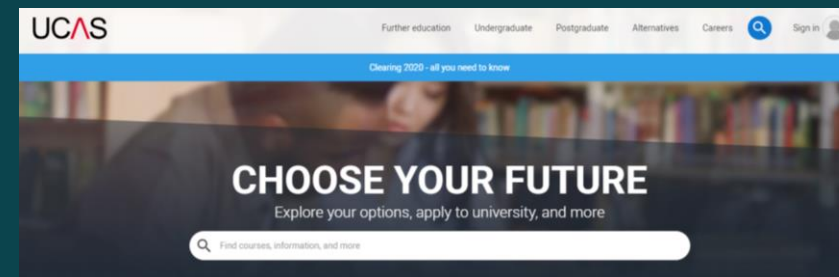 UCAS
Further education Undergraduate Postgraduate Alternatives Careers Sign in
Clearing 2020 - all you need to know
CHOOSE YOUR FUTURE
Explore your options, apply to university, and more
Find courses, information, and more